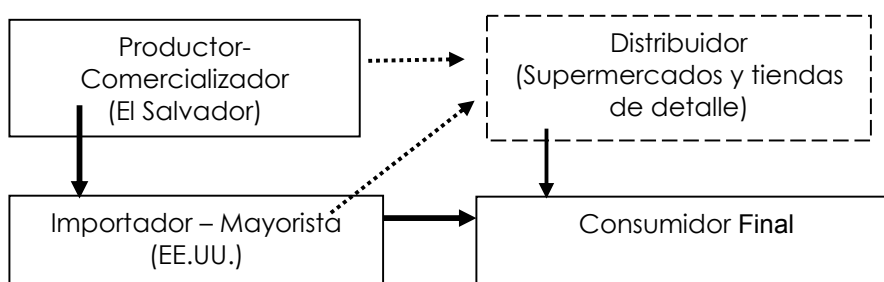 Productor-
Comercializador
(El Salvador)
Distribuidor
(Supermercados y tiendas
de detalle)
Importador – Mayorista
(EE.UU.)
Consumidor Final